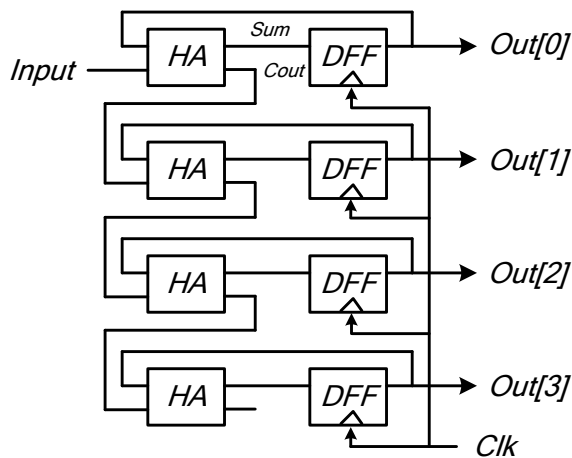 Sum
HA
DFF
Out[0]
Input
Cout
HA
DFF
Out[1]
HA
DFF
Out[2]
HA
DFF
Out[3]
Clk